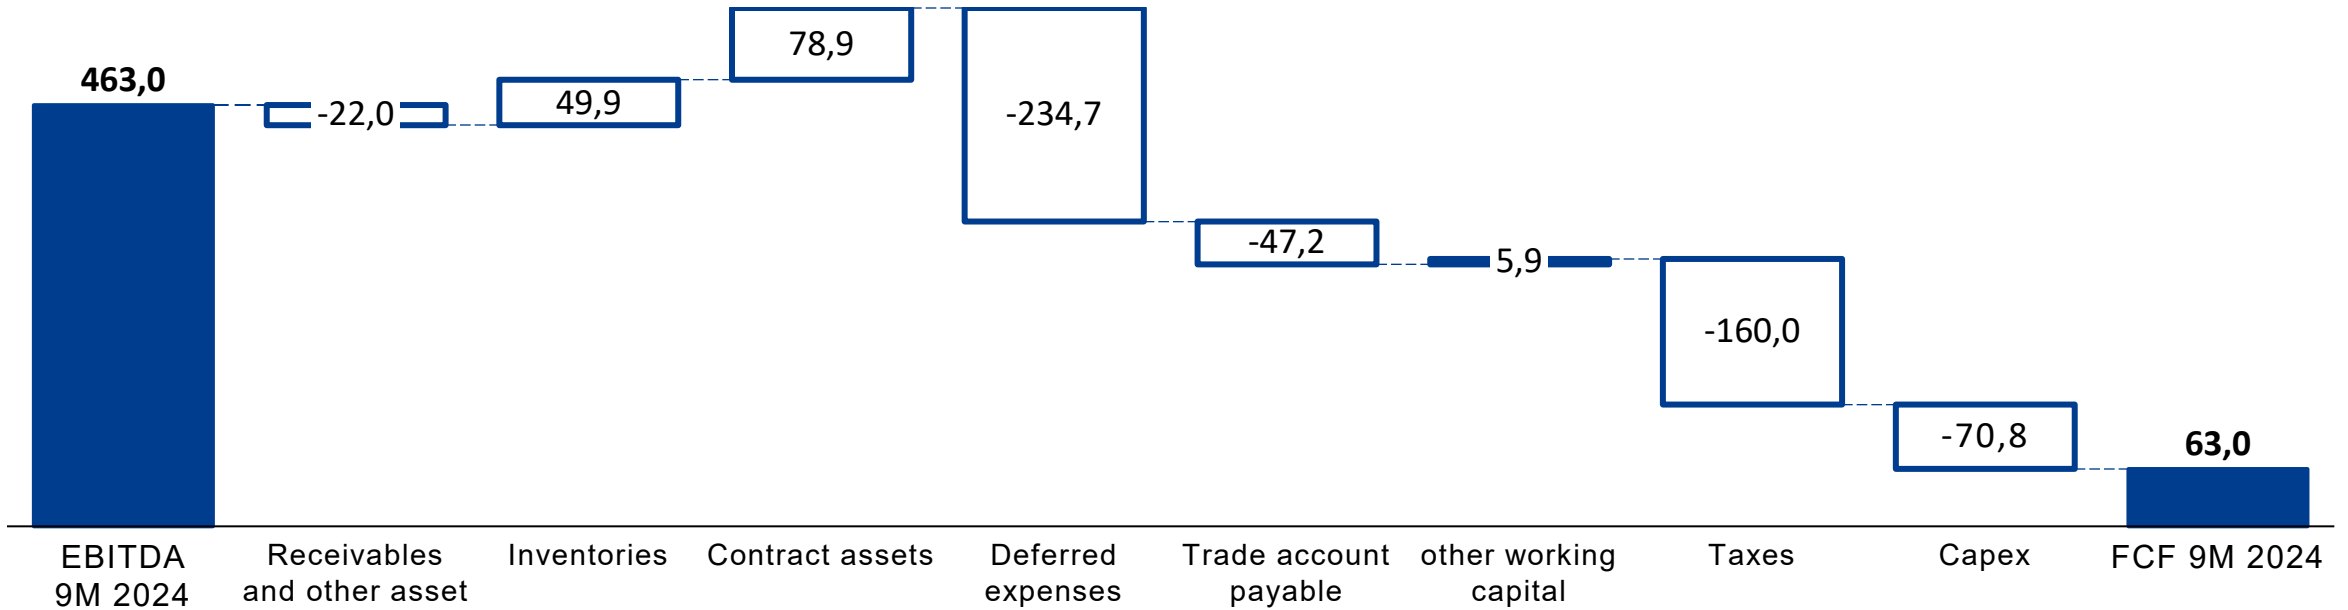 463,0
-22,0
49,9
78,9
-234,7
-47,2
5,9
-160,0
-70,8
63,0
EBITDA
9M 2024
Receivables
and other asset
Inventories
Contract assets
Deferred
expenses
Trade account
payable
other working
capital
Taxes
Capex
FCF 9M 2024